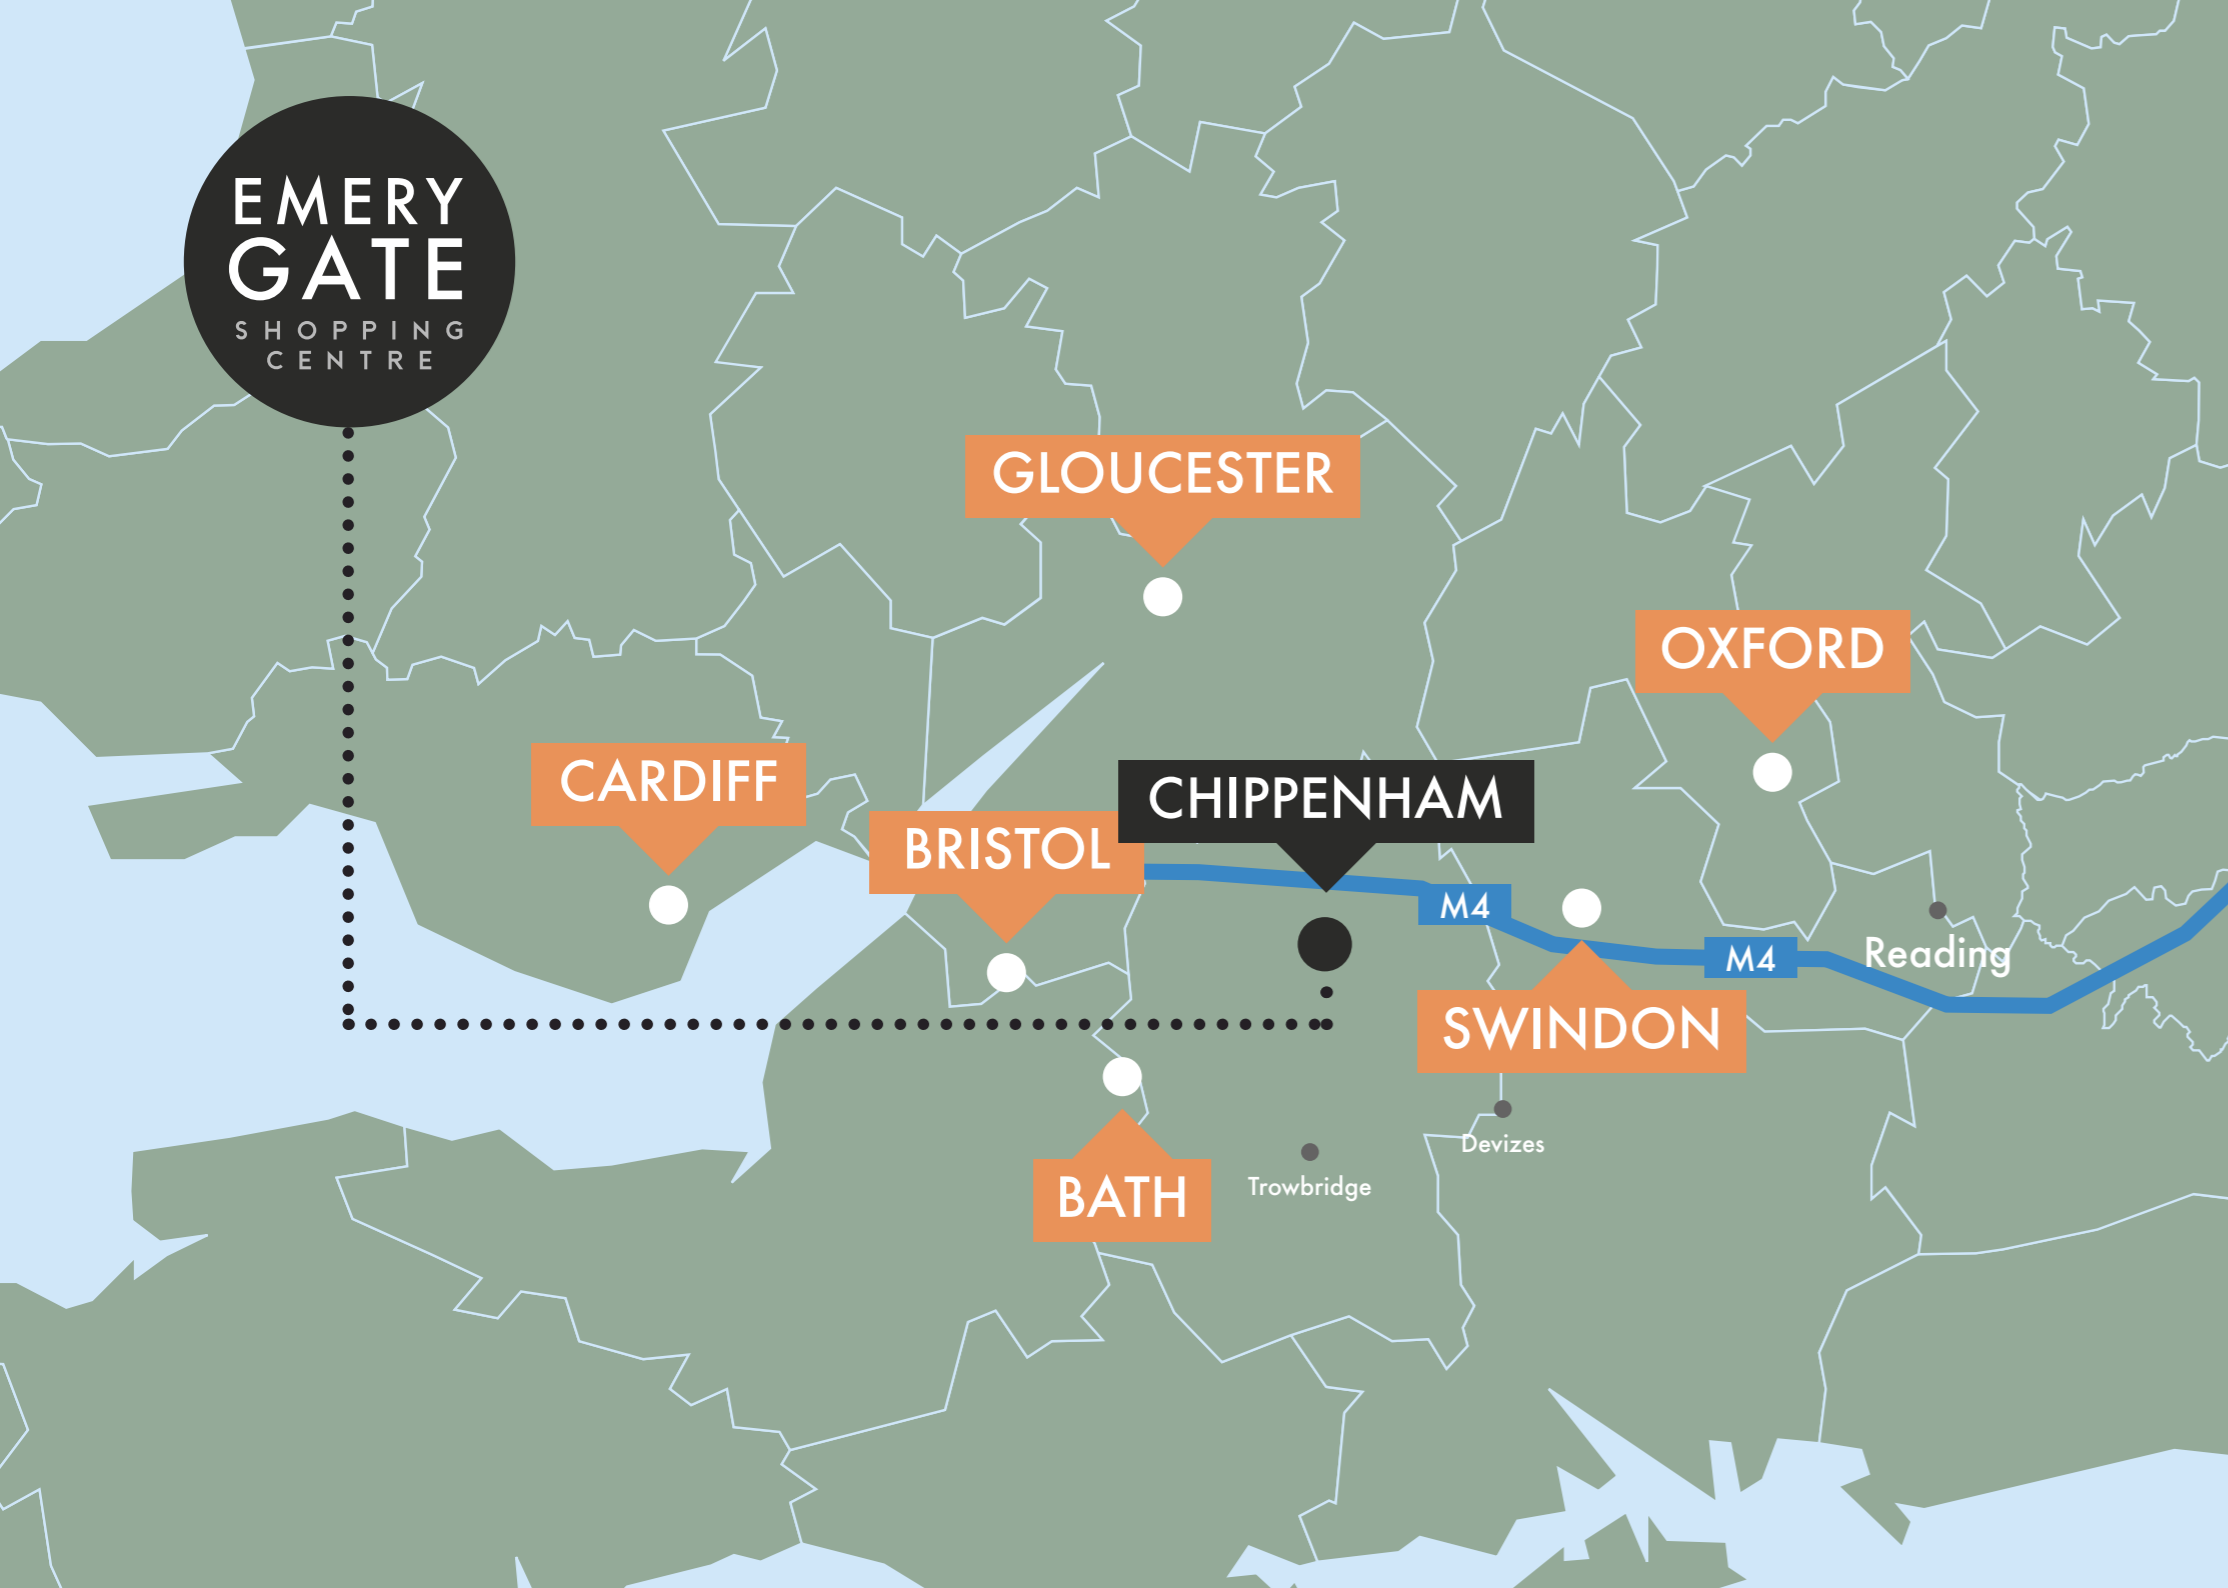 EMERY
GATE
SHOPPING
CENTRE
GLOUCESTER
OXFORD
CARDIFF
CHIPPENHAM
BRISTOL
M4
M4
Reading
SWINDON
Devizes
BATH
Trowbridge